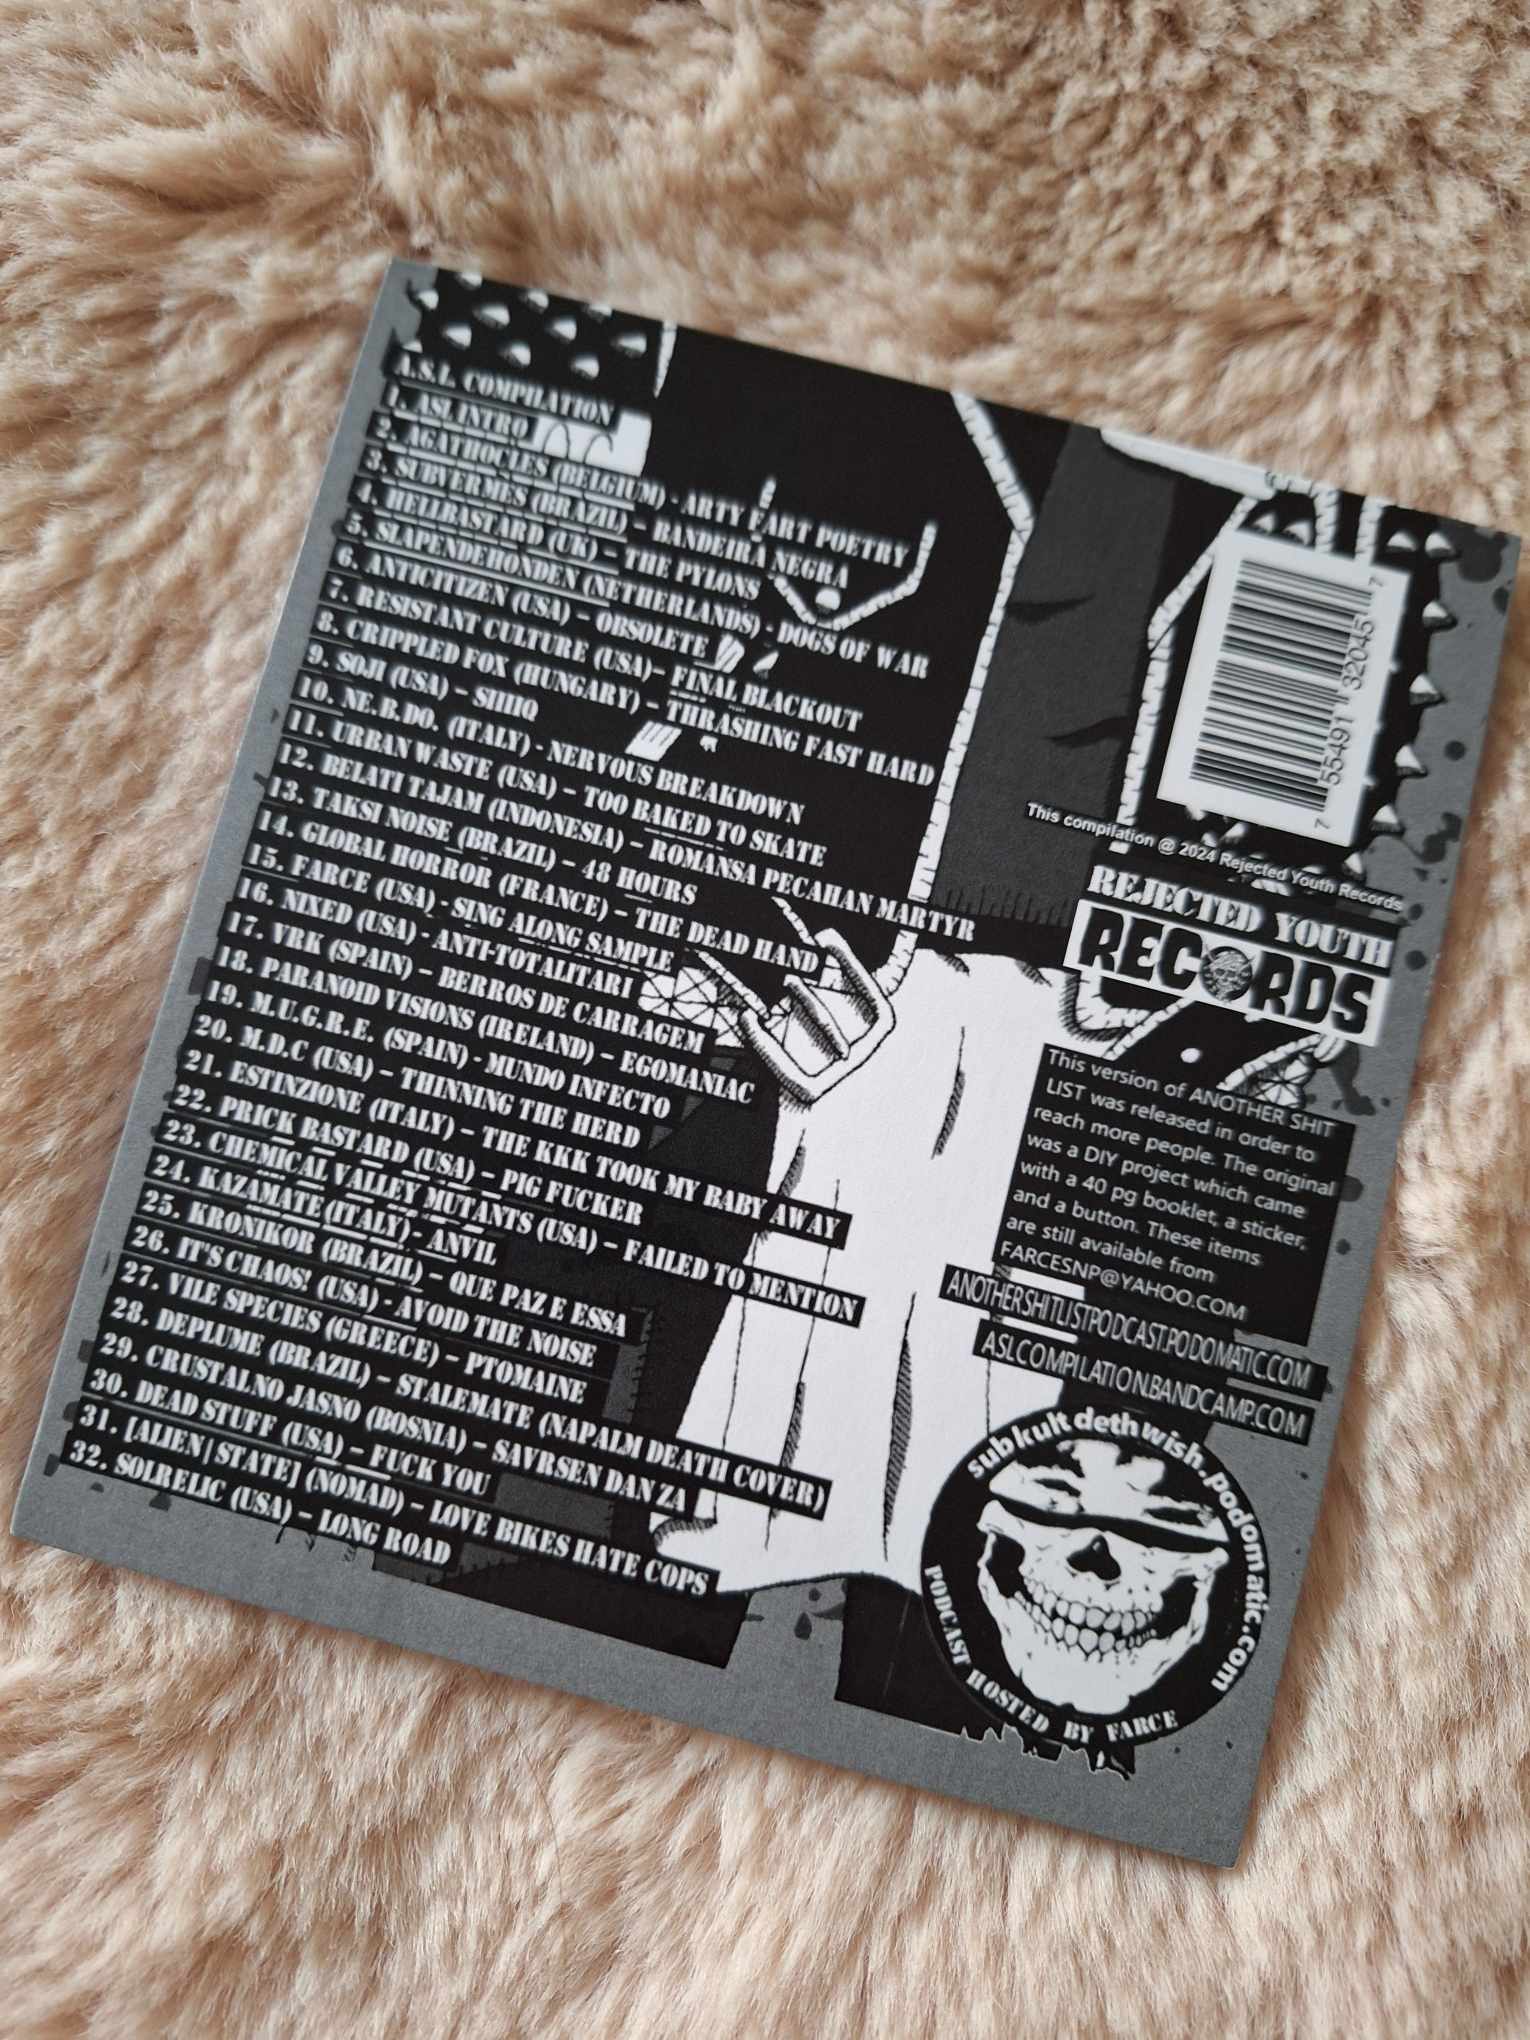 A.S.L. COMPILATION
1. ASL INTRO
2. AGATHOCLES (BELGIUM) - ARTY FART POETRY
3. SUBVERMES (BRAZIL) – BANDEIRA NEGRA
4. HELLBASTARD (UK) – THE PYLONS
5. SLAPENDEHONDEN (NETHERLANDS) - DOGS OF WAR
6. ANTICITIZEN (USA) – OBSOLETE
7. RESISTANT CULTURE (USA)– FINAL BLACKOUT
8. CRIPPLED FOX (HUNGARY) – THRASHING FAST HARD
9. SOJI (USA) – SHIIQ
10. NE.R.DO. (ITALY) - NERVOUS BREAKDOWN
11. URBAN WASTE (USA) – TOO BAKED TO SKATE
12. BELATI TAJAM (INDONESIA) – ROMANSA PECAHAN MARTYR
13. TAKSI NOISE (BRAZIL) – 48 HOURS
14. GLOBAL HORROR (FRANCE) – THE DEAD HAND
15. FARCE (USA) - SING ALONG SAMPLE
16. NIXED (USA) - ANTI-TOTALITARI
17. VRK (SPAIN) – BERROS DE CARRAGEM
18. PARANOID VISIONS (IRELAND) – EGOMANIAC
19. M.U.G.R.E. (SPAIN) - MUNDO INFECTO
20. M.D.C (USA) – THINNING THE HERD
21. ESTINZIONE (ITALY) – THE KKK TOOK MY BABY AWAY
22. PRICK BASTARD (USA) – PIG FUCKER
23. CHEMICAL VALLEY MUTANTS (USA) – FAILED TO MENTION
24. KAZAMATE (ITALY) - ANVIL
25. KRONIKOR (BRAZIL) – QUE PAZ E ESSA
26. IT'S CHAOS! (USA) - AVOID THE NOISE
27. VILE SPECIES (GREECE) – PTOMAINE
28. DEPLUME (BRAZIL) – STALEMATE (NAPALM DEATH COVER)
29. CRUSTALNO JASNO (BOSNIA) – SAVRSEN DAN ZA
30. DEAD STUFF (USA) – FUCK YOU
31. [ALIEN|STATE] (NOMAD) – LOVE BIKES HATE COPS
32. SOLRELIC (USA) – LONG ROAD
7 55491 32045 7
This compilation @ 2024 Rejected Youth Records
REJECTED YOUTH
RECORDS
This version of ANOTHER SHIT
LIST was released in order to
reach more people. The original
was a DIY project which came
with a 40 pg booklet, a sticker,
and a button. These items
are still available from
FARCESNP@YAHOO.COM
ANOTHERSHITLISTPODCAST.PODOMATIC.COM
ASLCOMPILATION.BANDCAMP.COM
subkultdethwish.podomatic.com
PODCAST HOSTED BY FARCE